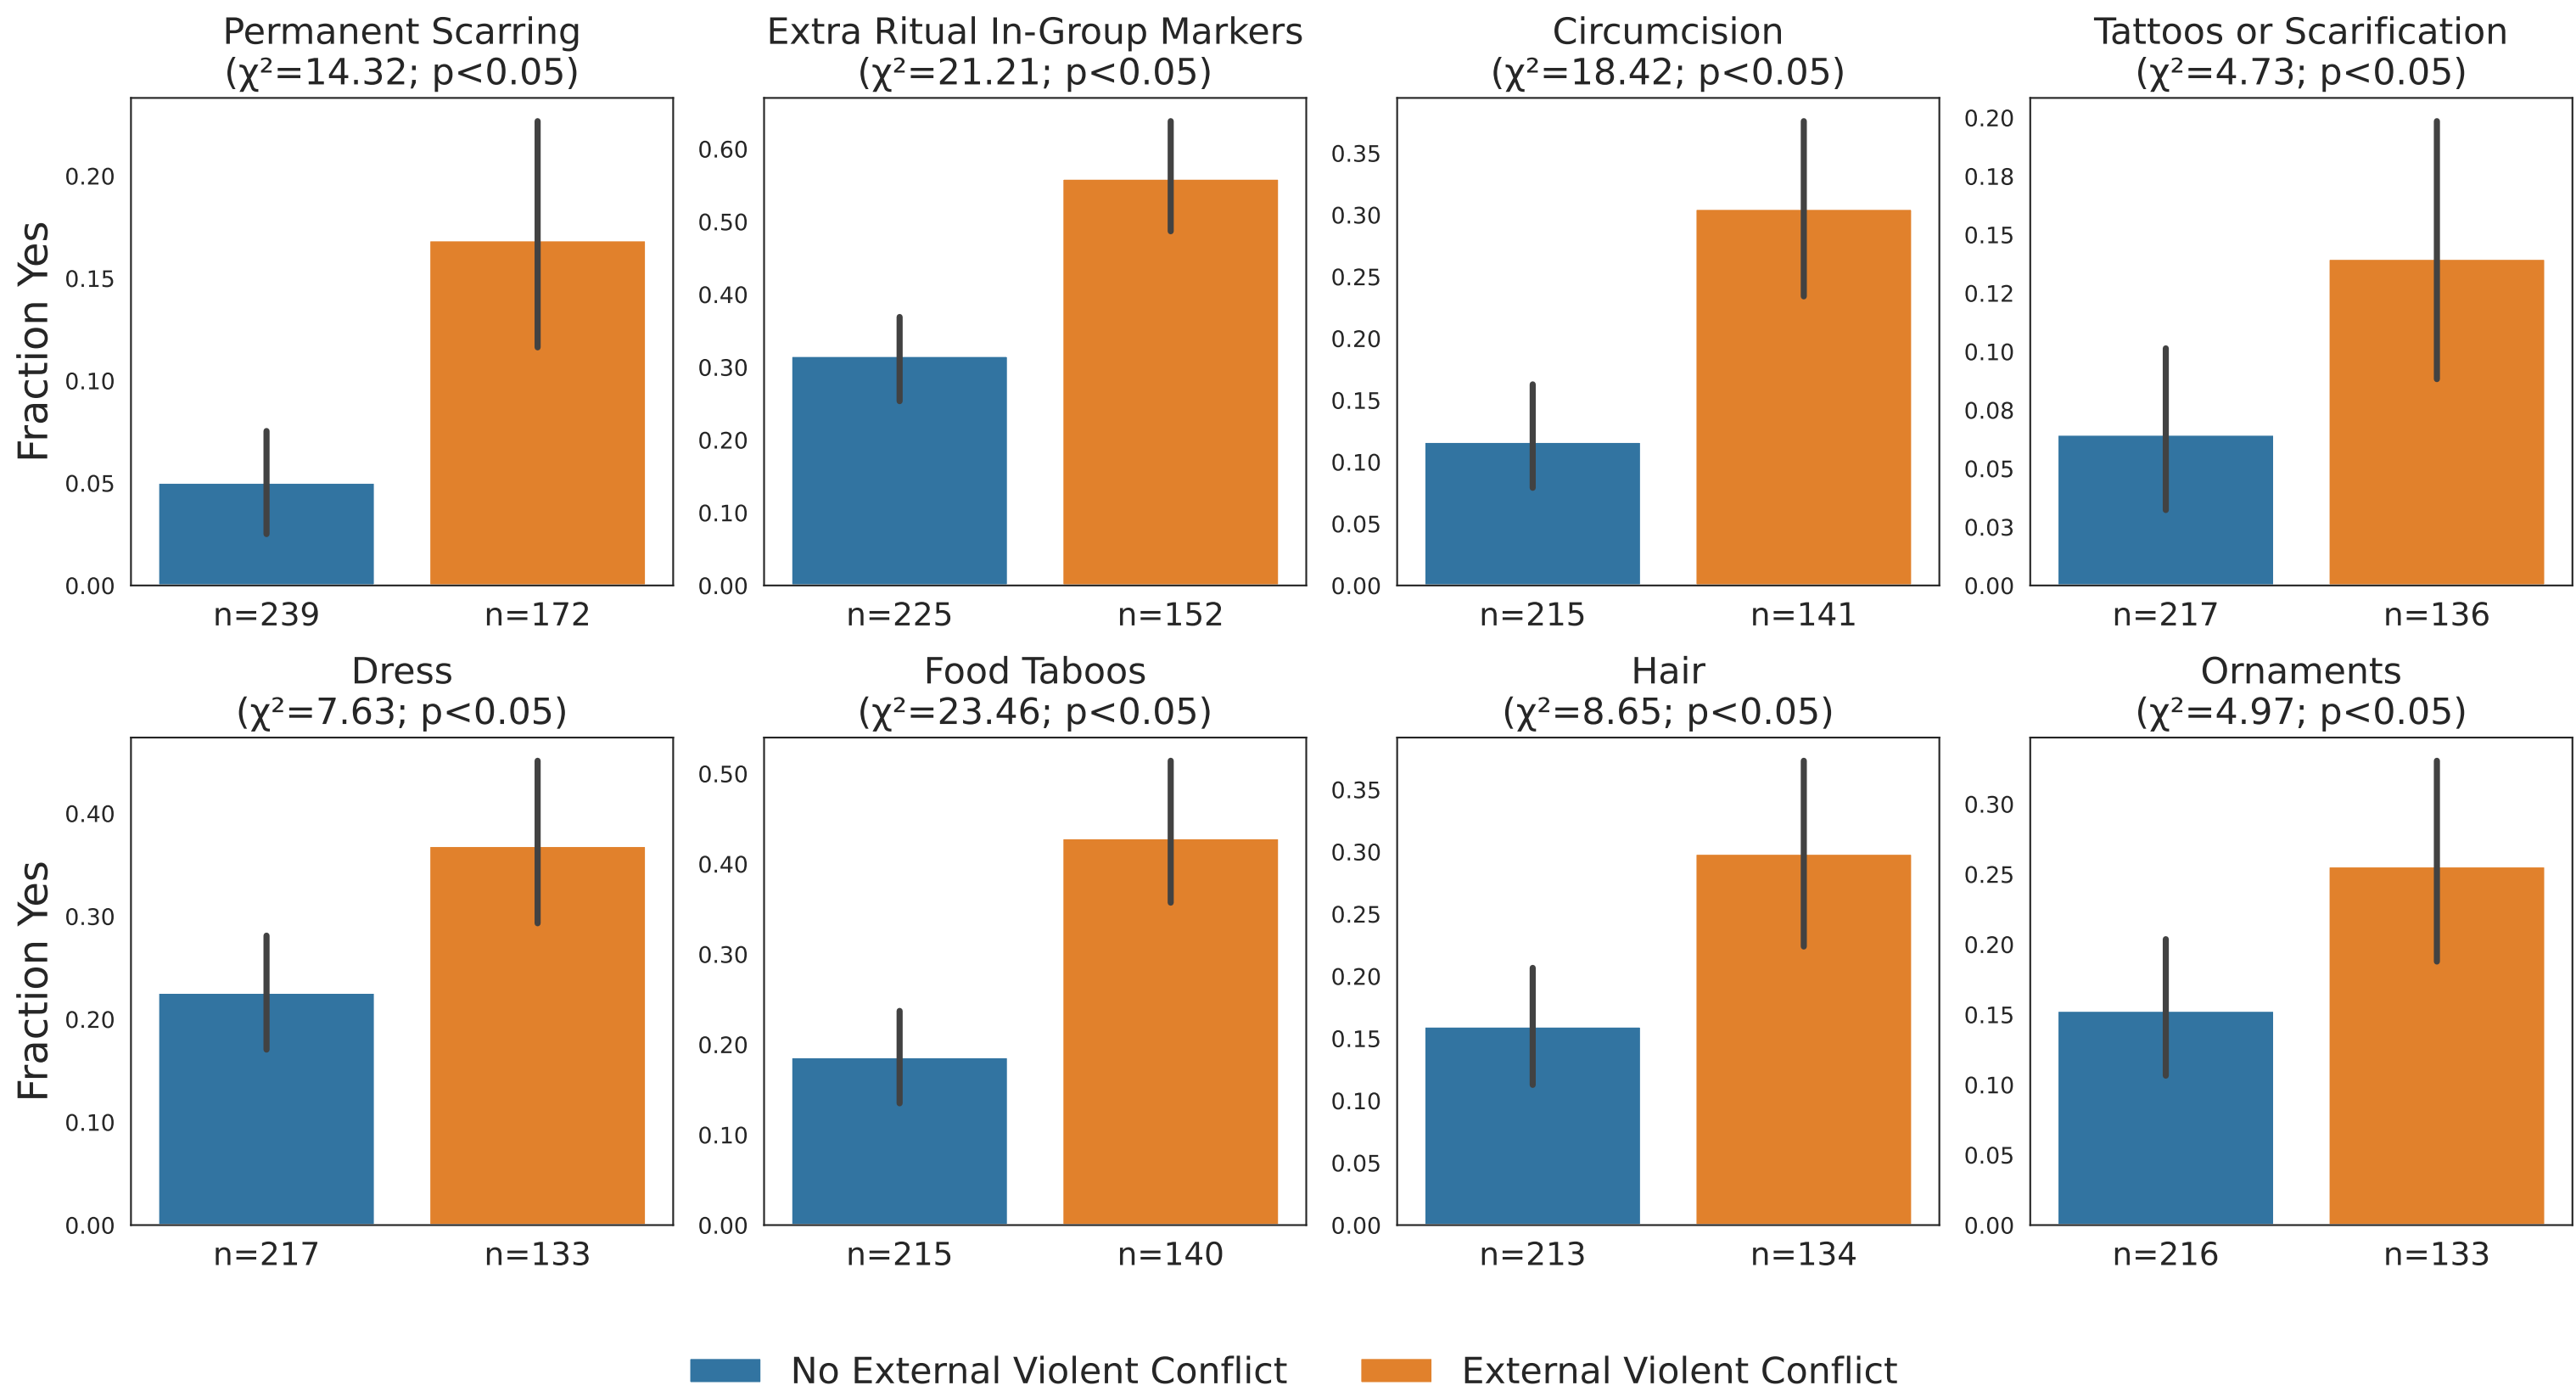 Permanent Scarring
(χ²=14.32; p<0.05)
Extra Ritual In-Group Markers
(χ²=21.21; p<0.05)
Circumcision
(χ²=18.42; p<0.05)
Tattoos or Scarification
(χ²=4.73; p<0.05)
Fraction Yes
0.20
0.15
0.10
0.05
0.00
n=239
n=172
0.60
0.50
0.40
0.30
0.20
0.10
0.00
n=225
n=152
0.35
0.30
0.25
0.20
0.15
0.10
0.05
0.00
n=215
n=141
0.20
0.18
0.15
0.12
0.10
0.08
0.05
0.03
0.00
n=217
n=136
Dress
(χ²=7.63; p<0.05)
Food Taboos
(χ²=23.46; p<0.05)
Hair
(χ²=8.65; p<0.05)
Ornaments
(χ²=4.97; p<0.05)
Fraction Yes
0.40
0.30
0.20
0.10
0.00
n=217
n=133
0.50
0.40
0.30
0.20
0.10
0.00
n=215
n=140
0.35
0.30
0.25
0.20
0.15
0.10
0.05
0.00
n=213
n=134
0.30
0.25
0.20
0.15
0.10
0.05
0.00
n=216
n=133
No External Violent Conflict
External Violent Conflict